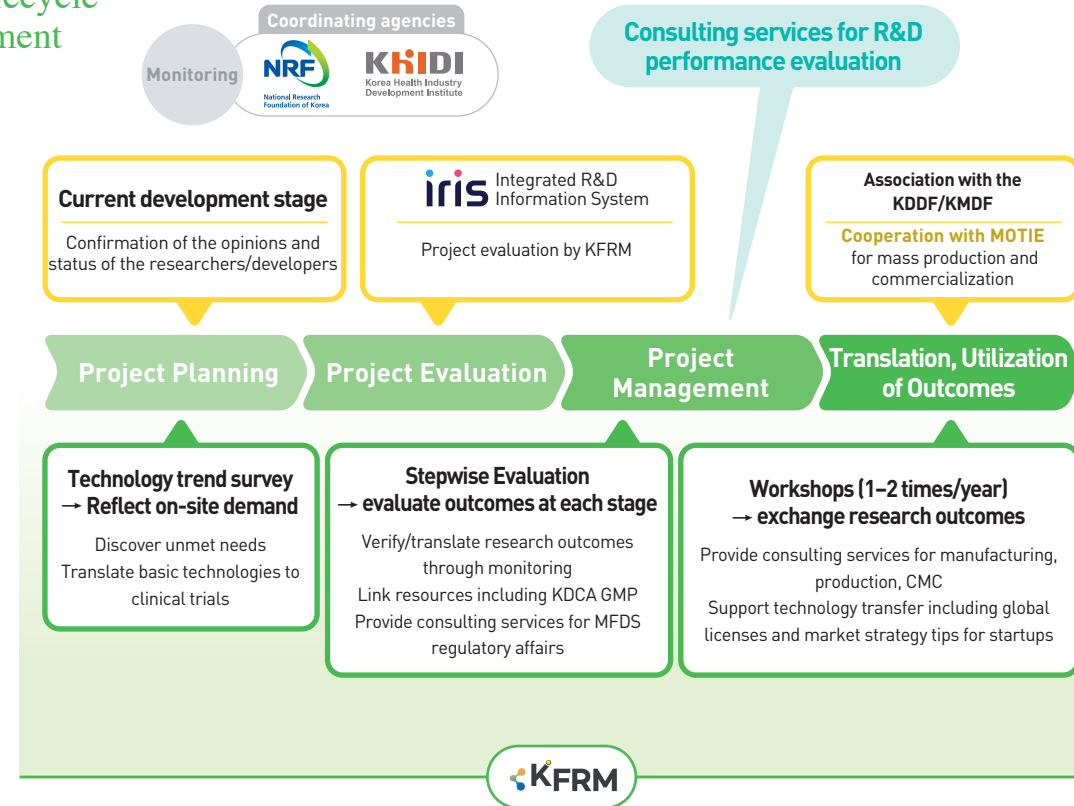 ecycle
ment
Coordinating agencies
Monitoring
NRF
National Research
Foundation of Korea
KHIDI
Korea Health Industry
Development Institute
Consulting services for R&D
performance evaluation
Current development stage
Confirmation of the opinions and
status of the researchers/developers
iris Integrated R&D
Information System
Project evaluation by KFRM
Association with the
KDDF/KMDF
Cooperation with MOTIE
for mass production and
commercialization
Project Planning
Project Evaluation
Project
Management
Translation, Utilization
of Outcomes
Technology trend survey
→ Reflect on-site demand
Discover unmet needs
Translate basic technologies to
clinical trials
Stepwise Evaluation
→ evaluate outcomes at each stage
Verify/translate research outcomes
through monitoring
Link resources including KDCA GMP
Provide consulting services for MFDS
regulatory affairs
Workshops (1–2 times/year)
→ exchange research outcomes
Provide consulting services for manufacturing,
production, CMC
Support technology transfer including global
licenses and market strategy tips for startups
KFRM